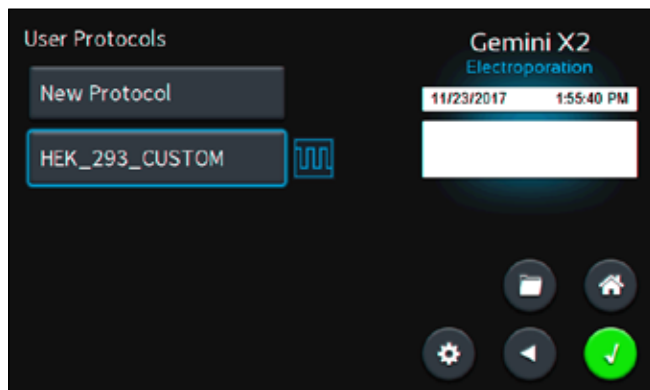 User Protocols
New Protocol
HEK_293_CUSTOM
Gemini X2
Electroporation
11/23/2017 1:55:40 PM